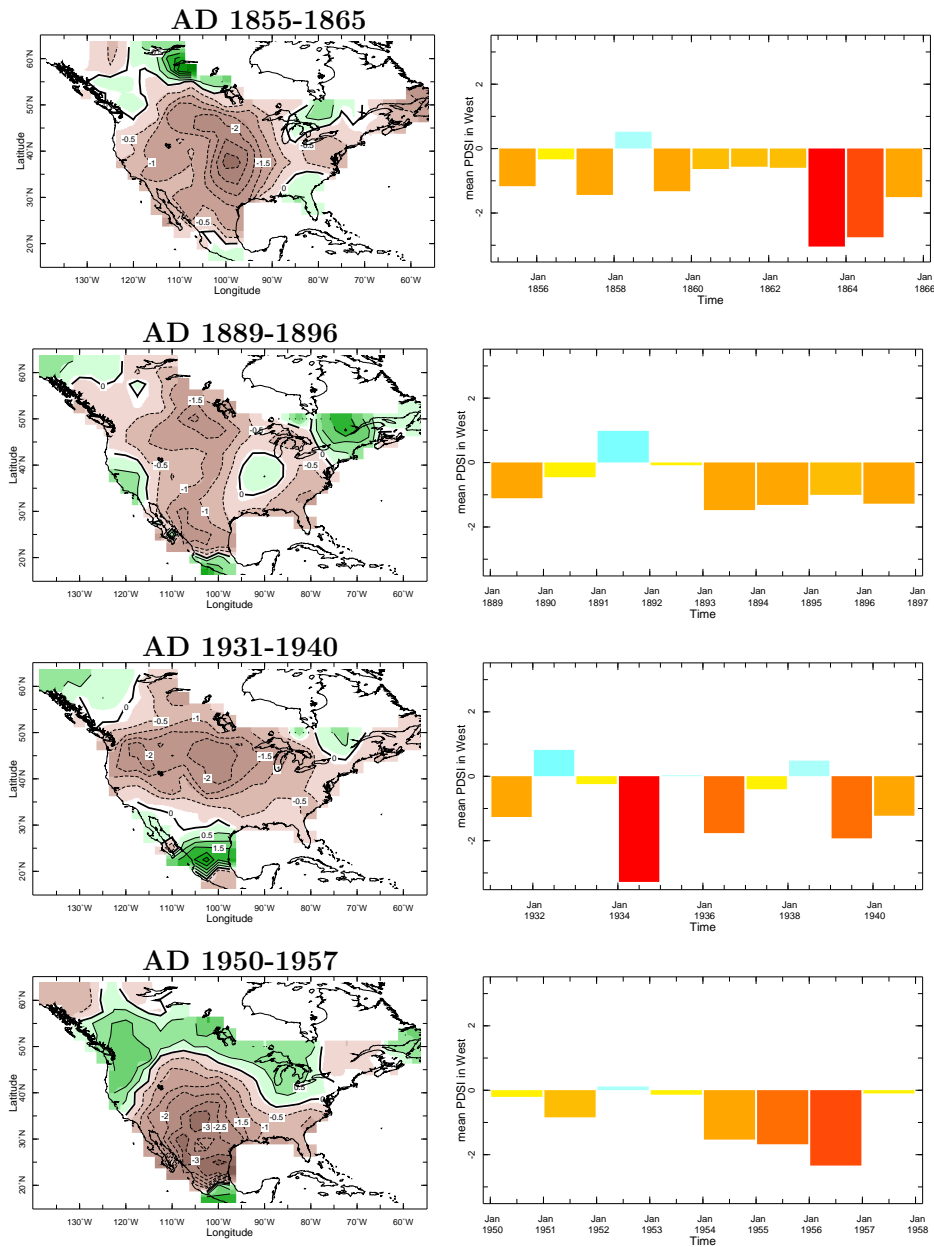 AD 1855-1865
60˚N
50˚N
40˚N
30˚N
20˚N
Latitude
-0.5
-2
-1
-1.5
-0.5
0
-0.5
130˚W 120˚W 110˚W 100˚W 90˚W 80˚W 70˚W 60˚W
Longitude
mean PDSI in West
2
0
-2
Jan 1856
Jan 1858
Jan 1860
Jan 1862
Jan 1864
Jan 1866
Time
AD 1889-1896
60˚N
50˚N
40˚N
30˚N
20˚N
Latitude
0
-1.5
-0.5
0
-0.5
-0.5
-1
0
-1
130˚W 120˚W 110˚W 100˚W 90˚W 80˚W 70˚W 60˚W
Longitude
mean PDSI in West
2
0
-2
Jan 1889
Jan 1890
Jan 1891
Jan 1892
Jan 1893
Jan 1894
Jan 1895
Jan 1896
Jan 1897
Time
AD 1931-1940
60˚N
50˚N
40˚N
30˚N
20˚N
Latitude
0
-0.5
-1
-2
-1.5
0
-2
-0.5
0
0.5
1.5
130˚W 120˚W 110˚W 100˚W 90˚W 80˚W 70˚W 60˚W
Longitude
mean PDSI in West
2
0
-2
Jan 1932
Jan 1934
Jan 1936
Jan 1938
Jan 1940
Time
AD 1950-1957
60˚N
50˚N
40˚N
30˚N
20˚N
Latitude
0.5
0
-2
-0.5
-1.5
-3
-2.5
-1
-3
130˚W 120˚W 110˚W 100˚W 90˚W 80˚W 70˚W 60˚W
Longitude
mean PDSI in West
2
0
-2
Jan 1950
Jan 1951
Jan 1952
Jan 1953
Jan 1954
Jan 1955
Jan 1956
Jan 1957
Jan 1958
Time